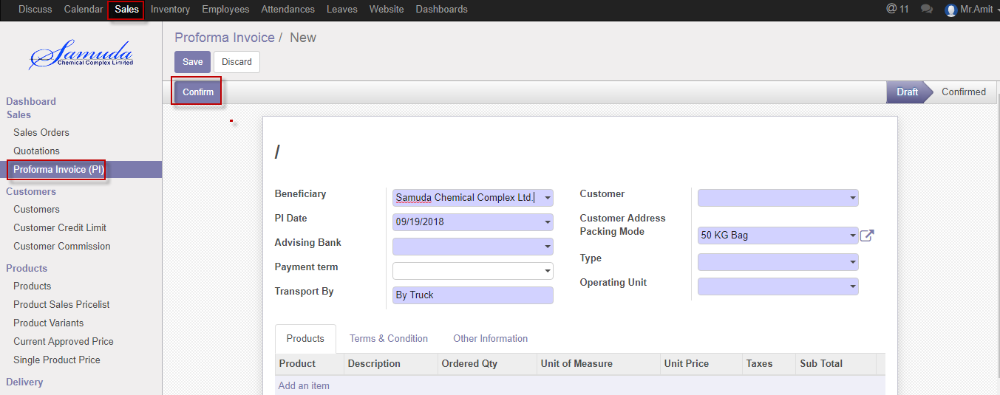 Discuss Calendar Sales Inventory Employees Attendances Leaves Website Dashboards @ 11 Mr.Amit
Samuda
Chemical Complex Limited
Dashboard
Sales
Sales Orders
Quotations
Proforma Invoice (PI)
Customers
Customers
Customer Credit Limit
Customer Commission
Products
Products
Product Sales Pricelist
Product Variants
Current Approved Price
Single Product Price
Delivery
Proforma Invoice / New
Save Discard
Confirm Draft Confirmed
/
Beneficiary Samuda Chemical Complex Ltd.
PI Date 09/19/2018
Advising Bank
Payment term
Transport By By Truck
Customer
Customer Address
Packing Mode 50 KG Bag
Type
Operating Unit
Products Terms & Condition Other Information
Product Description Ordered Qty Unit of Measure Unit Price Taxes Sub Total
Add an item